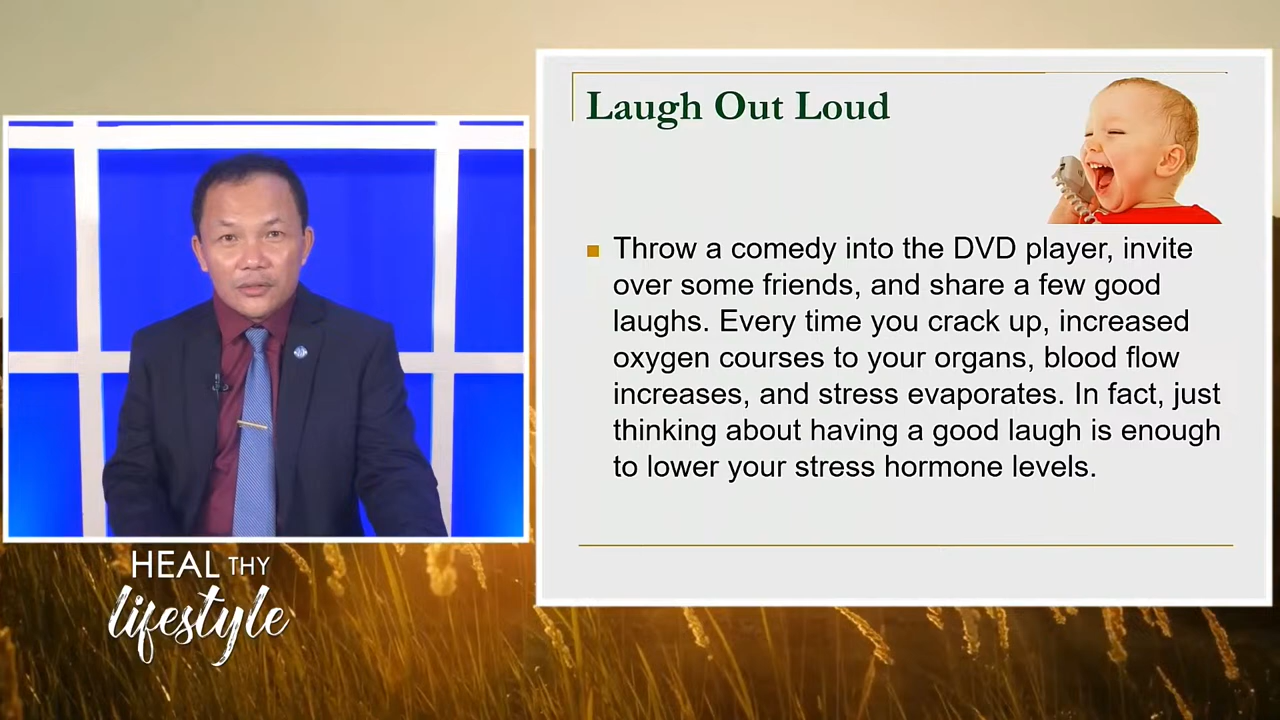 Laugh Out Loud
Throw a comedy into the DVD player, invite
over some friends, and share a few good
laughs. Every time you crack up, increased
oxygen courses to your organs, blood flow
increases, and stress evaporates. In fact, just
thinking about having a good laugh is enough
to lower your stress hormone levels.
HEAL THY
lifestyle